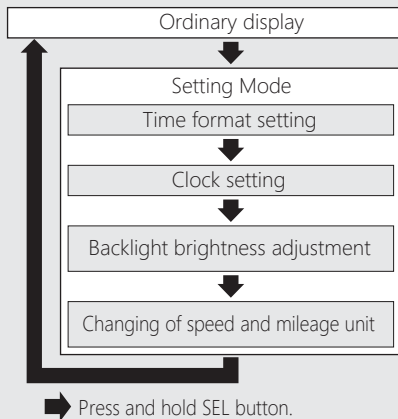 Ordinary display
Setting Mode
Time format setting
Clock setting
Backlight brightness adjustment
Changing of speed and mileage unit
Press and hold SEL button.